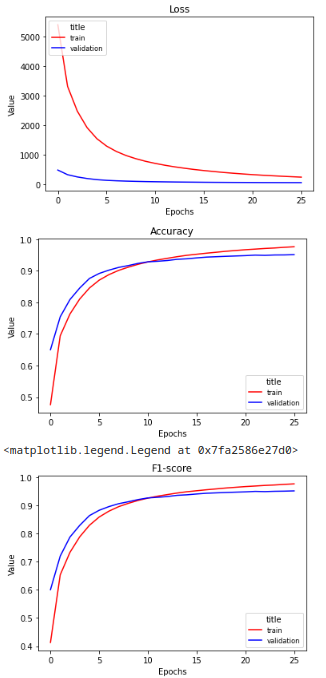 Loss
title
train
validation
5000
4000
3000
2000
1000
0
Value
0 5 10 15 20 25
Epochs
Accuracy
1.0
0.9
0.8
0.7
0.6
0.5
Value
title
train
validation
0 5 10 15 20 25
Epochs
<matplotlib.legend.Legend at 0x7fa2586e27d0>
F1-score
1.0
0.9
0.8
0.7
0.6
0.5
0.4
Value
title
train
validation
0 5 10 15 20 25
Epochs